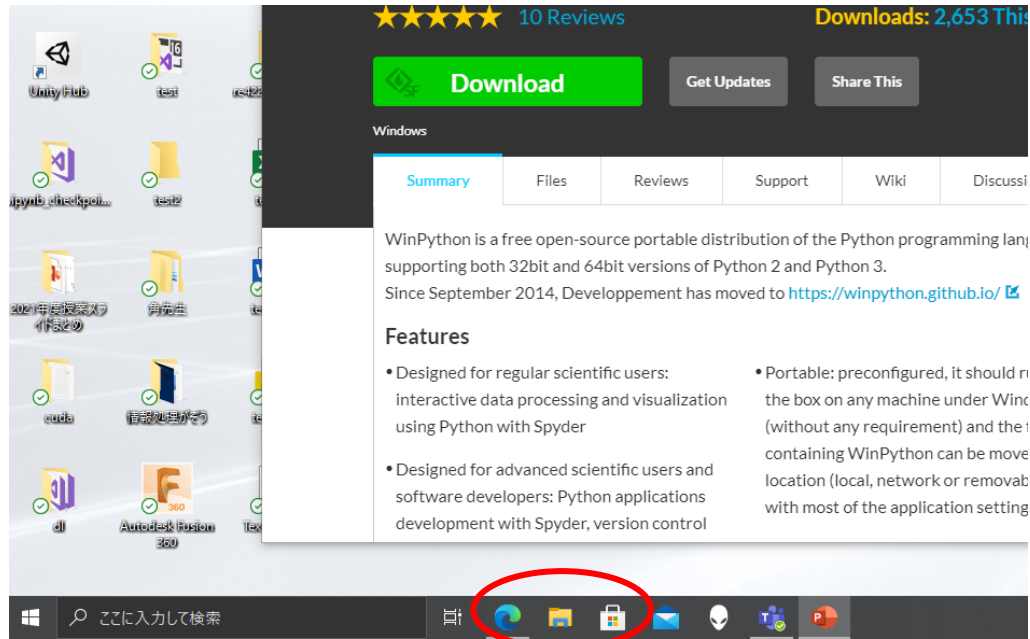 10 Reviews
Downloads: 2,653 This
Download
Get Updates
Share This
Windows
Summary
Files
Reviews
Support
Wiki
Discussi
WinPython is a free open-source portable distribution of the Python programming lang
supporting both 32bit and 64bit versions of Python 2 and Python 3.
Since September 2014, Developpement has moved to https://winpython.github.io/
Features
• Designed for regular scientific users:
interactive data processing and visualization
using Python with Spyder
• Designed for advanced scientific users and
software developers: Python applications
development with Spyder, version control
• Portable: preconfigured, it should ru
the box on any machine under Wind
(without any requirement) and the f
containing WinPython can be move
location (local, network or removab
with most of the application setting
Unity Hub
test
re422
.ipynb_checkpoi...
test2
2021年度授業スラ
イドまとめ
角先生
cuda
情報処理がぞう
dl
Autodesk Fusion
360
Tex
ここに入力して検索